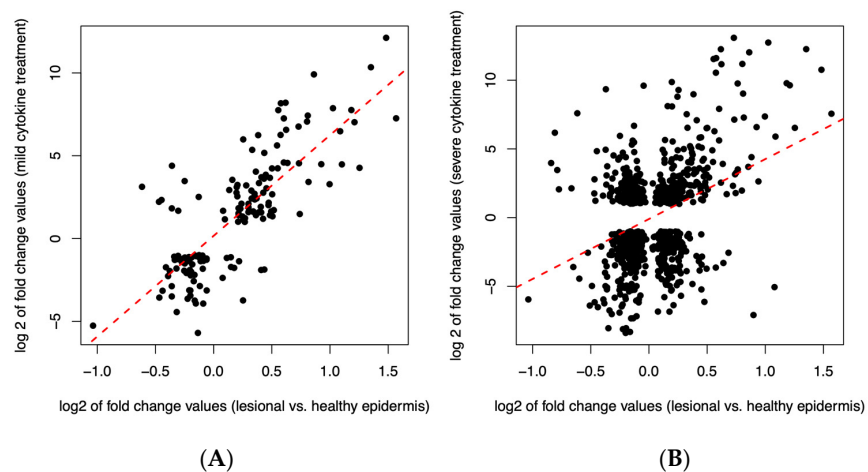 log 2 of fold change values (mild cytokine treatment)
10
5
0
−5
−1.0 −0.5 0.0 0.5 1.0 1.5
log2 of fold change values (lesional vs. healthy epidermis)
(A)
log 2 of fold change values (severe cytokine treatment)
10
5
0
−5
−1.0 −0.5 0.0 0.5 1.0 1.5
log2 of fold change values (lesional vs. healthy epidermis)
(B)